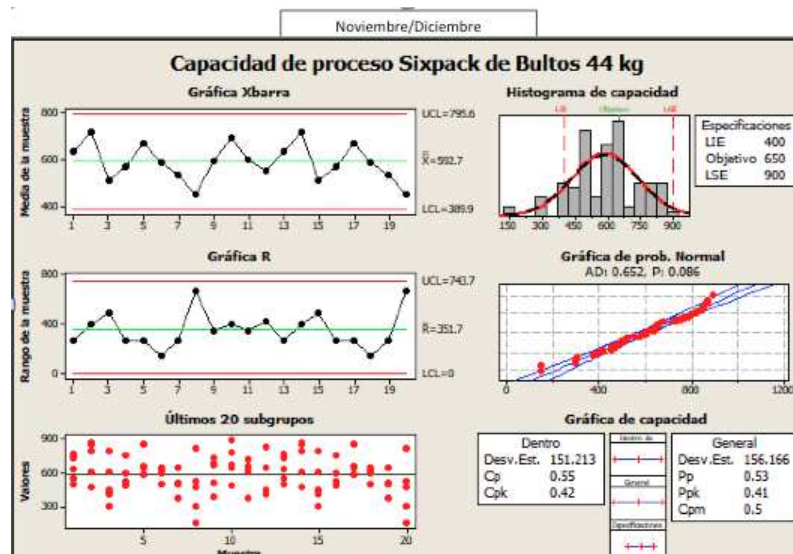 Noviembre/Diciembre
Capacidad de proceso Sixpack de Bultos 44 kg
Gráfica Xbarra
Media de la muestra
800
600
400
1 3 5 7 9 11 13 15 17 19
UCL=795.6
X=592.7
LCL=389.9
Histograma de capacidad
LIE Objetivo LSE
150 300 450 600 750 900
Especificaciones
LIE 400
Objetivo 650
LSE 900
Gráfica R
Rango de la muestra
800
400
0
1 3 5 7 9 11 13 15 17 19
UCL=743.7
R=351.7
LCL=0
Gráfica de prob. Normal
AD: 0.652, P: 0.086
0 400 800 1200
Últimos 20 subgrupos
Valores
900
600
300
5 10 15 20
Muestra
Gráfica de capacidad
Dentro
Desv.Est. 151.213
Cp 0.55
Cpk 0.42
Dentro de
General
Especificaciones
General
Desv.Est. 156.166
Pp 0.53
Ppk 0.41
Cpm 0.5